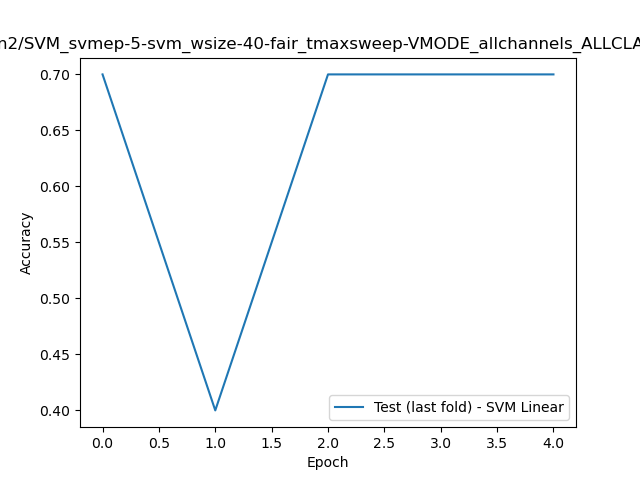 n2/SVM_svmep-5-svm_wsize-40-fair_tmaxsweep-VMODE_allchannels_ALLCLA
0.70
0.65
0.60
0.55
0.50
0.45
0.40
Accuracy
Test (last fold) - SVM Linear
0.0 0.5 1.0 1.5 2.0 2.5 3.0 3.5 4.0
Epoch